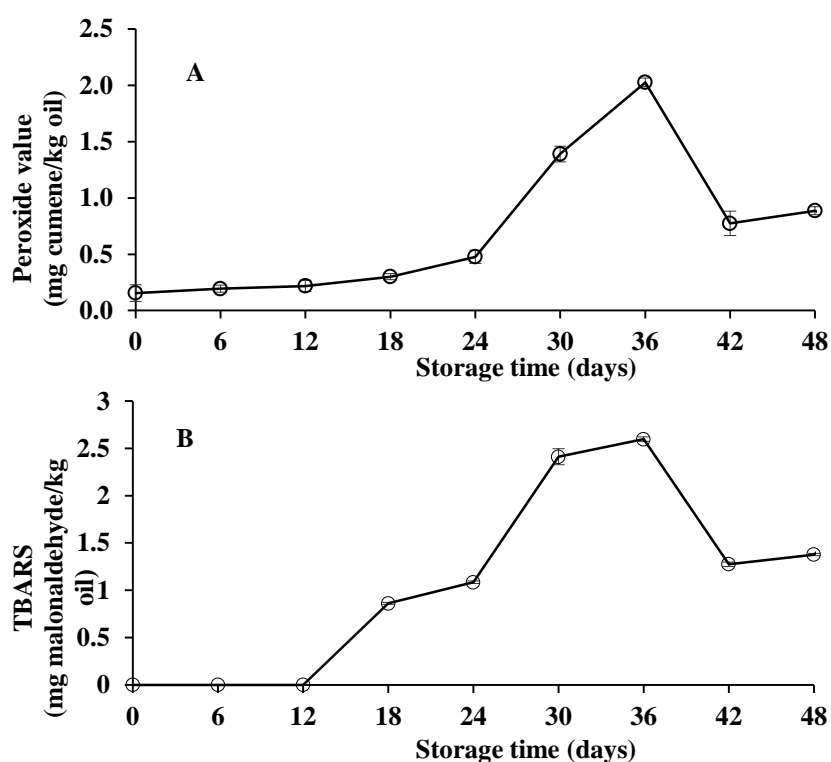 A
Peroxide value
(mg cumene/kg oil)
2.5
2.0
1.5
1.0
0.5
0.0
0 6 12 18 24 30 36 42 48
Storage time (days)
B
TBARS
(mg malonaldehyde/kg
oil)
3
2.5
2
1.5
1
0.5
0
0 6 12 18 24 30 36 42 48
Storage time (days)